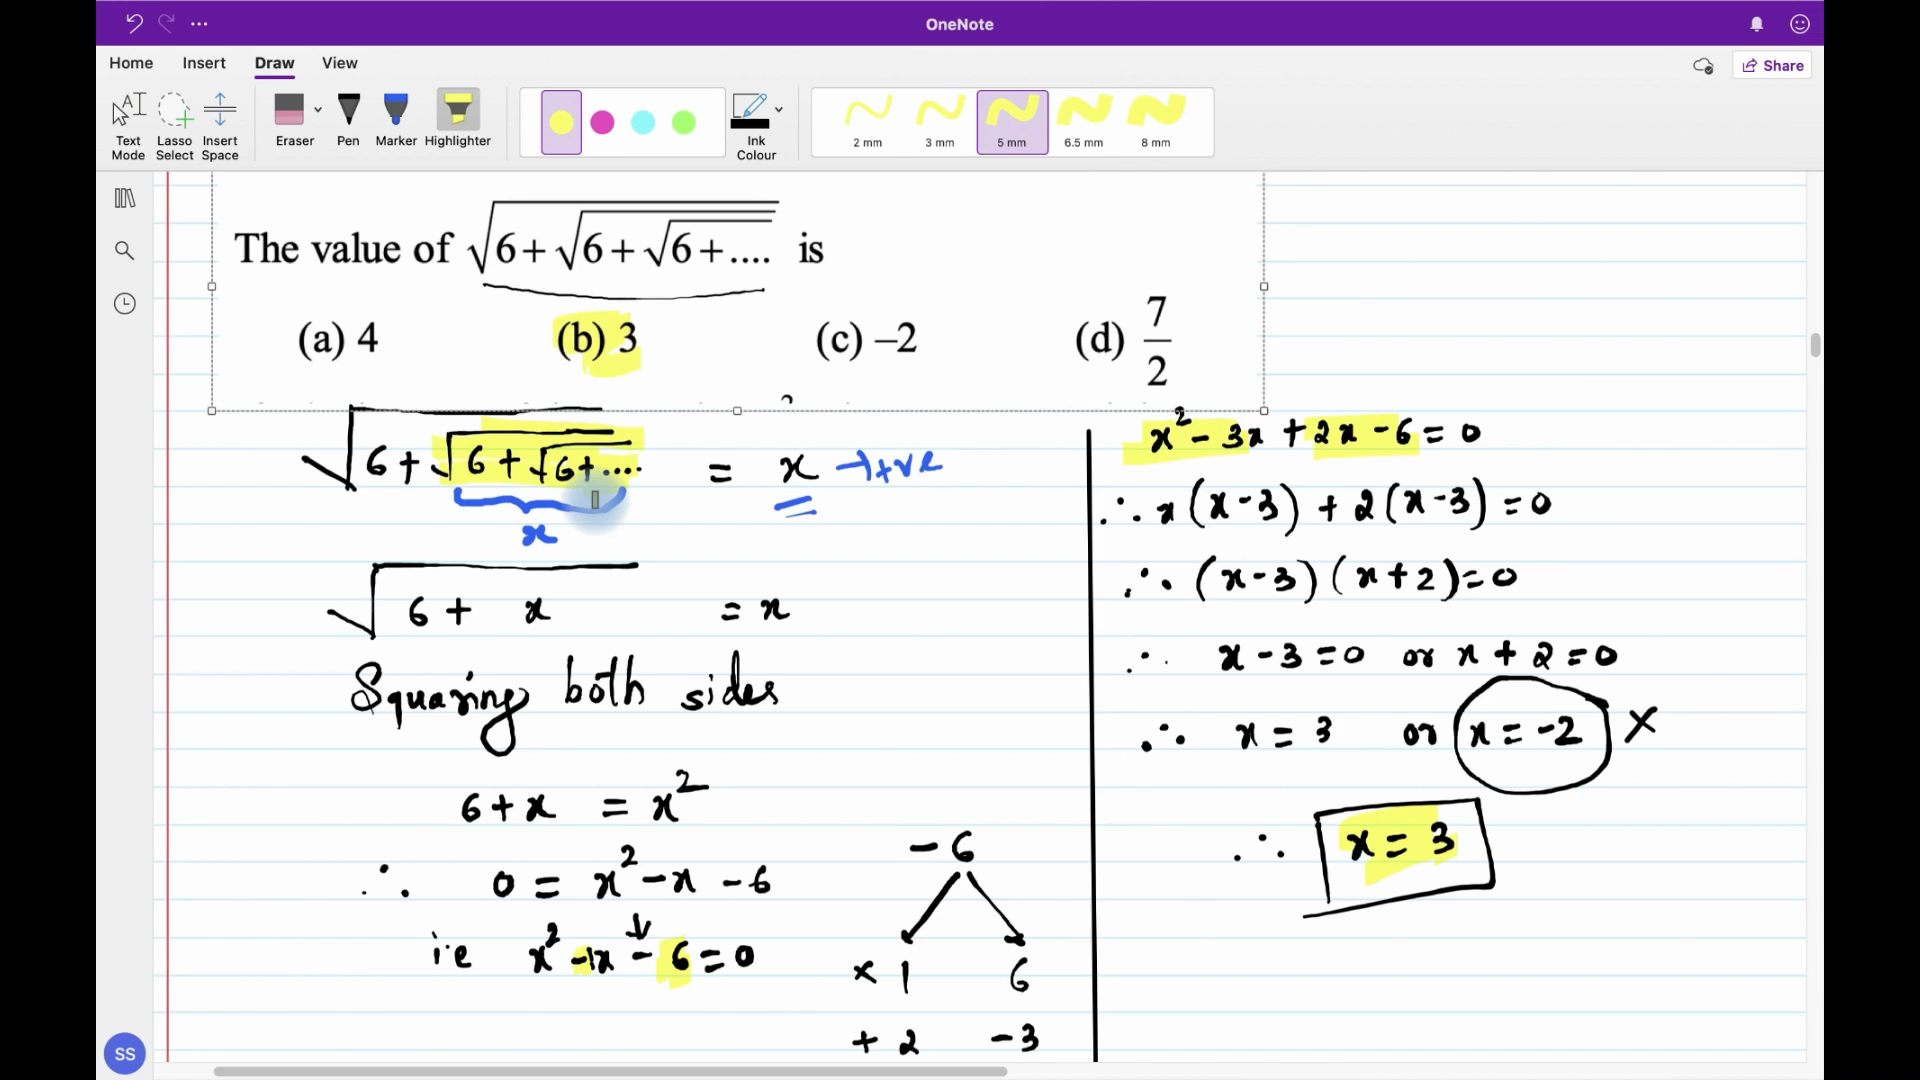 OneNote
Home Insert Draw View
Share
Text Mode
Lasso Select
Insert Space
Eraser
Pen
Marker
Highlighter
Ink Colour
2 mm
3 mm
5 mm
6.5 mm
8 mm
The value of √(6+√(6+√(6+.... is
(a) 4 (b) 3 (c) –2 (d) 7/2
√(6+√(6+√(6+.... = x → +ve
x
√(6+ x = x
Squaring both sides
6+x = x²
∴ 0 = x² - x - 6
i.e x² - 1x - 6 = 0
- 6
× 1 6
+ 2 - 3
x² - 3x + 2x - 6 = 0
∴ x(x-3) + 2(x-3) = 0
∴ (x-3)(x+2) = 0
∴ x - 3 = 0 or x + 2 = 0
∴ x = 3 or x = -2 ×
∴ x = 3
SS